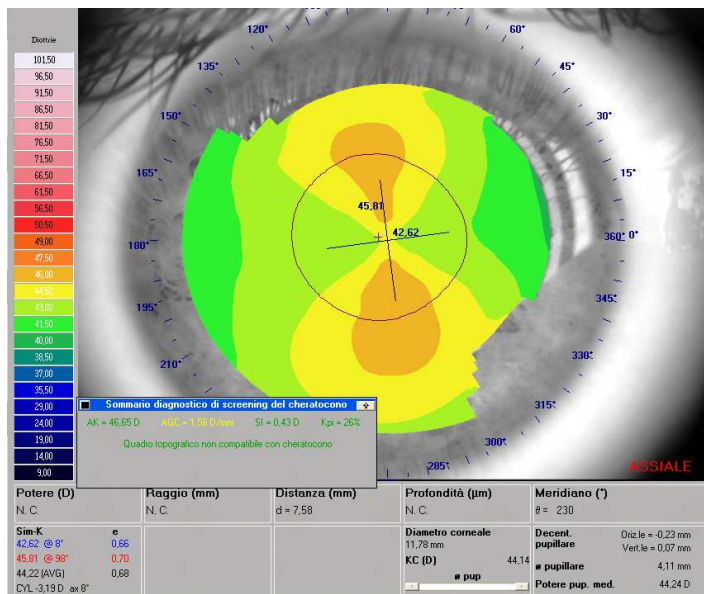 Diottrie
101,50
96,50
91,50
86,50
81,50
76,50
71,50
66,50
61,50
56,50
50,50
49,00
47,50
46,00
44,50
43,00
41,50
40,00
38,50
37,00
35,50
29,00
24,00
19,00
14,00
9,00
60°
45°
30°
15°
360° 0°
345°
330°
315°
300°
285°
135°
150°
165°
180°
195°
210°
45,81
42,62
Sommario diagnostico di screening del cheratocono
AK = 46,65 D AGC = 1,58 D/mm SI = 0,43 D Kpi = 26%
Quadro topografico non compatibile con cheratocono
ASSIALE
Potere (D) Raggio (mm) Distanza (mm) Profondità (µm) Meridiano (°)
N. C. N. C. d = 7,58 N. C. θ = 230
Sim-K e
42,62 @ 8° 0,66
45,81 @ 98° 0,70
44,22 (AVG) 0,68
CYL -3,19 D ax 8°
Diametro corneale
11,78 mm
KC (D) 44,14
ø pup
Decent. pupillare Oriz.le = -0,23 mm
Vert.le = 0,07 mm
ø pupillare 4,11 mm
Potere pup. med. 44,24 D